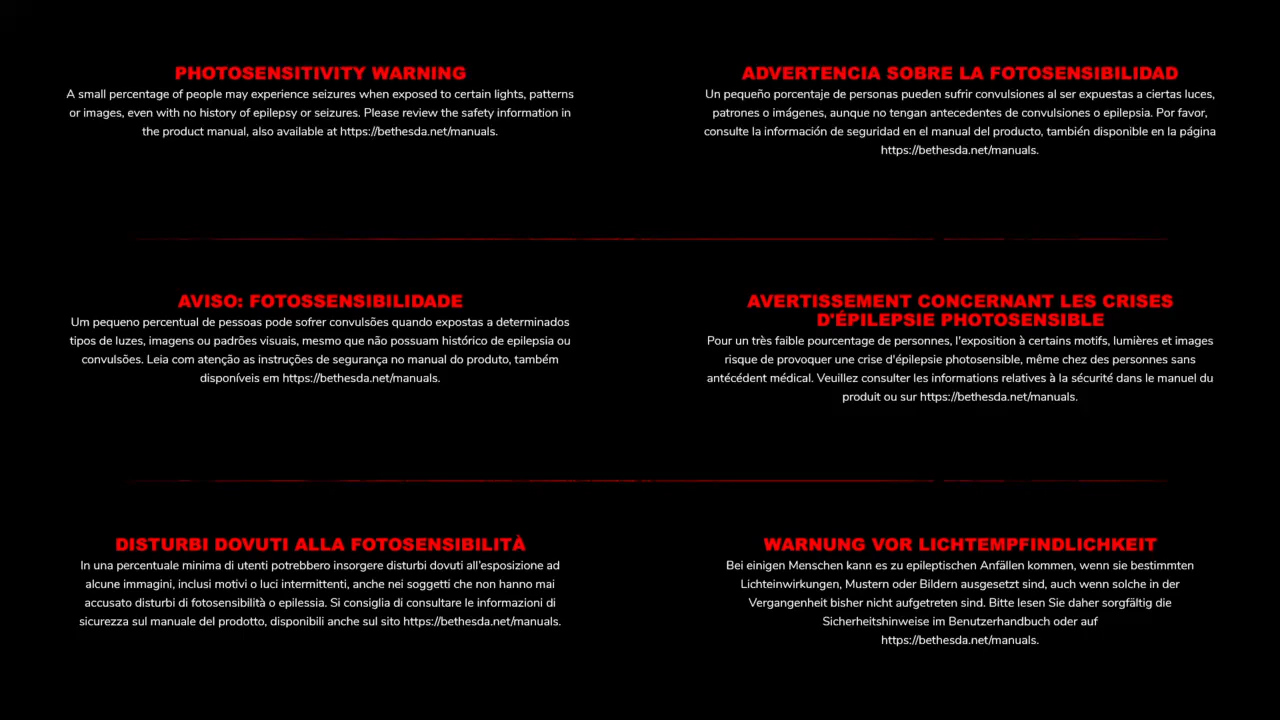 PHOTOSENSITIVITY WARNING
A small percentage of people may experience seizures when exposed to certain lights, patterns
or images, even with no history of epilepsy or seizures. Please review the safety information in
the product manual, also available at https://bethesda.net/manuals.
ADVERTENCIA SOBRE LA FOTOSENSIBILIDAD
Un pequeño porcentaje de personas pueden sufrir convulsiones al ser expuestas a ciertas luces,
patrones o imágenes, aunque no tengan antecedentes de convulsiones o epilepsia. Por favor,
consulte la información de seguridad en el manual del producto, también disponible en la página
https://bethesda.net/manuals.
AVISO: FOTOSSENSIBILIDADE
Um pequeno percentual de pessoas pode sofrer convulsões quando expostas a determinados
tipos de luzes, imagens ou padrões visuais, mesmo que não possuam histórico de epilepsia ou
convulsões. Leia com atenção as instruções de segurança no manual do produto, também
disponíveis em https://bethesda.net/manuals.
AVERTISSEMENT CONCERNANT LES CRISES
D'ÉPILEPSIE PHOTOSENSIBLE
Pour un très faible pourcentage de personnes, l'exposition à certains motifs, lumières et images
risque de provoquer une crise d'épilepsie photosensible, même chez des personnes sans
antécédent médical. Veuillez consulter les informations relatives à la sécurité dans le manuel du
produit ou sur https://bethesda.net/manuals.
DISTURBI DOVUTI ALLA FOTOSENSIBILITÀ
In una percentuale minima di utenti potrebbero insorgere disturbi dovuti all'esposizione ad
alcune immagini, inclusi motivi o luci intermittenti, anche nei soggetti che non hanno mai
accusato disturbi di fotosensibilità o epilessia. Si consiglia di consultare le informazioni di
sicurezza sul manuale del prodotto, disponibili anche sul sito https://bethesda.net/manuals.
WARNUNG VOR LICHTEMPFINDLICHKEIT
Bei einigen Menschen kann es zu epileptischen Anfällen kommen, wenn sie bestimmten
Lichteinwirkungen, Mustern oder Bildern ausgesetzt sind, auch wenn solche in der
Vergangenheit bisher nicht aufgetreten sind. Bitte lesen Sie daher sorgfältig die
Sicherheitshinweise im Benutzerhandbuch oder auf
https://bethesda.net/manuals.